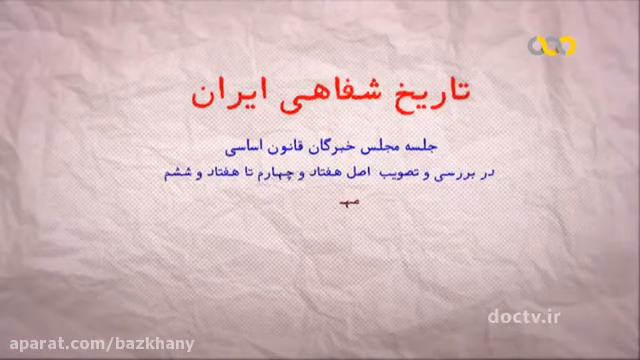 تاریخ شفاهی ایران
جلسه مجلس خبرگان قانون اساسی
در بررسی و تصویب اصل هفتاد و چهارم تا هفتاد و ششم
مهـ
doctv.ir
aparat.com/bazkhany